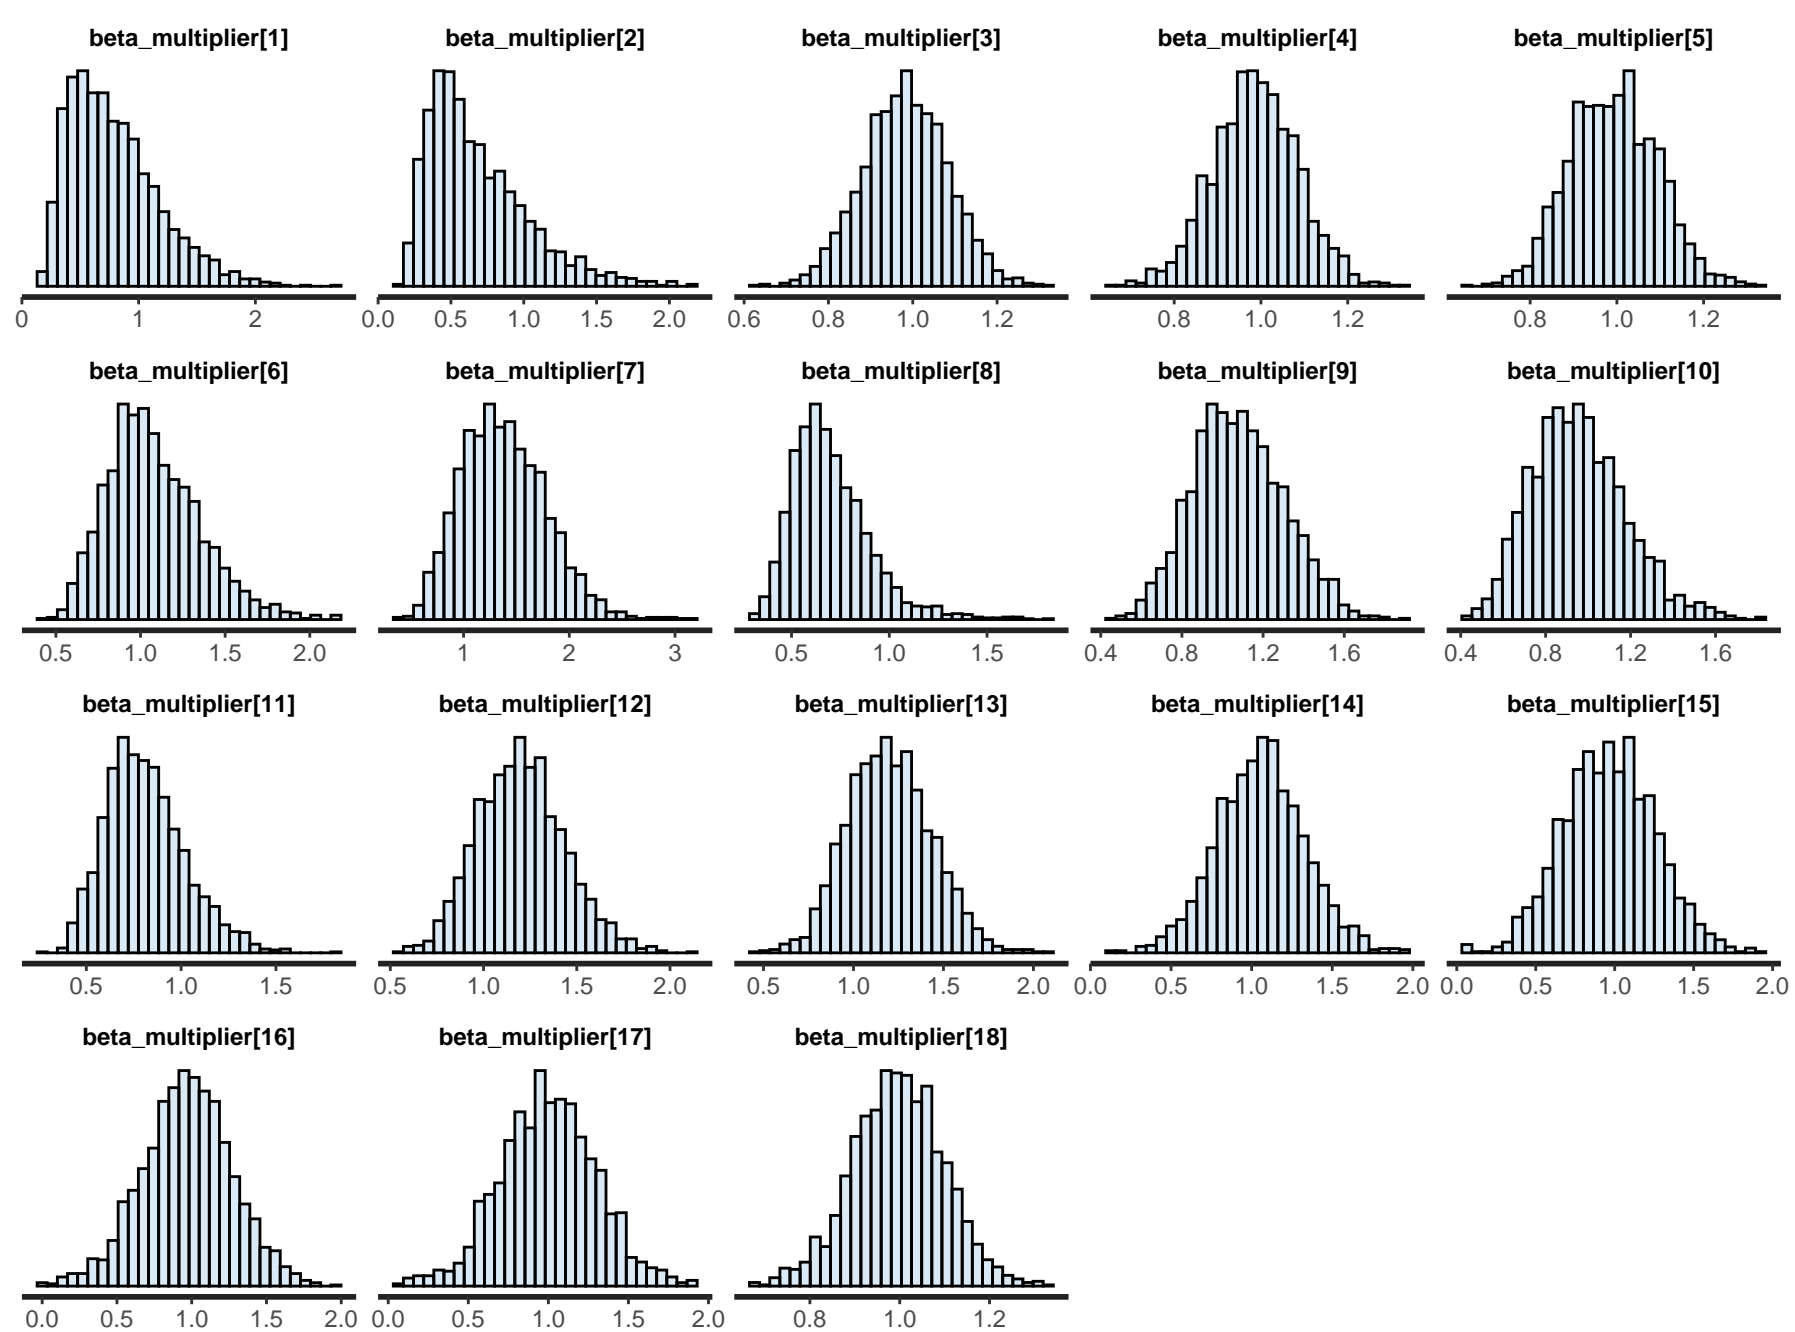 beta_multiplier[1] beta_multiplier[2] beta_multiplier[3] beta_multiplier[4] beta_multiplier[5]
0 1 2 0.0 0.5 1.0 1.5 2.0 0.6 0.8 1.0 1.2 0.8 1.0 1.2 0.8 1.0 1.2
beta_multiplier[6] beta_multiplier[7] beta_multiplier[8] beta_multiplier[9] beta_multiplier[10]
0.5 1.0 1.5 2.0 1 2 3 0.5 1.0 1.5 0.4 0.8 1.2 1.6 0.4 0.8 1.2 1.6
beta_multiplier[11] beta_multiplier[12] beta_multiplier[13] beta_multiplier[14] beta_multiplier[15]
0.5 1.0 1.5 0.5 1.0 1.5 2.0 0.5 1.0 1.5 2.0 0.0 0.5 1.0 1.5 2.0 0.0 0.5 1.0 1.5 2.0
beta_multiplier[16] beta_multiplier[17] beta_multiplier[18]
0.0 0.5 1.0 1.5 2.0 0.0 0.5 1.0 1.5 2.0 0.8 1.0 1.2